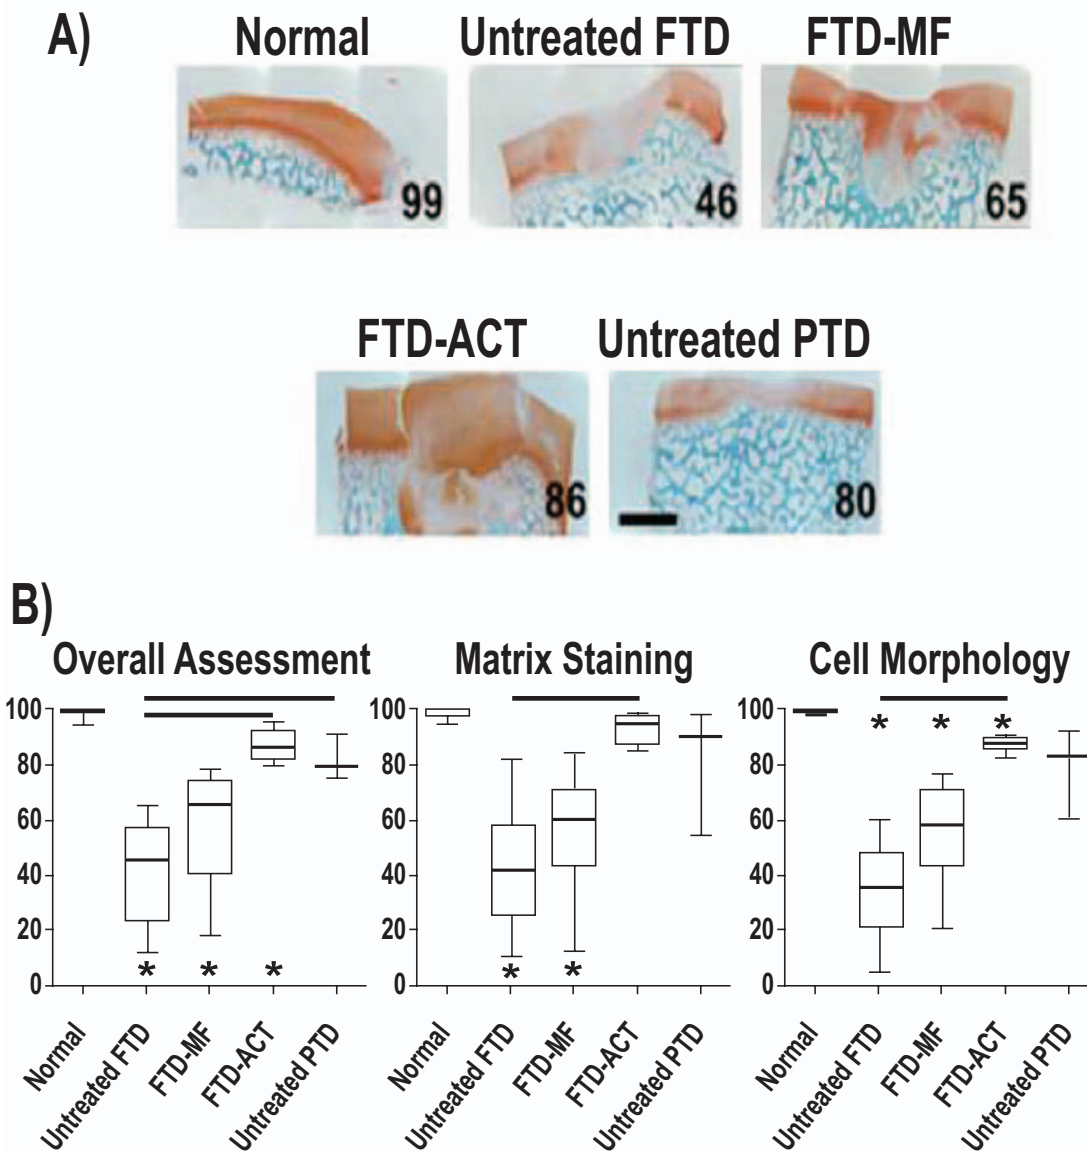 A)
Normal Untreated FTD FTD-MF
99 46 65
FTD-ACT Untreated PTD
86 80
B)
Overall Assessment Matrix Staining Cell Morphology
100 100 100
* * *
80 80 80
60 60 60
40 40 40
20 20 20
* * * * *
0 0 0
Normal Untreated FTD FTD-MF FTD-ACT Untreated PTD Normal Untreated FTD FTD-MF FTD-ACT Untreated PTD Normal Untreated FTD FTD-MF FTD-ACT Untreated PTD